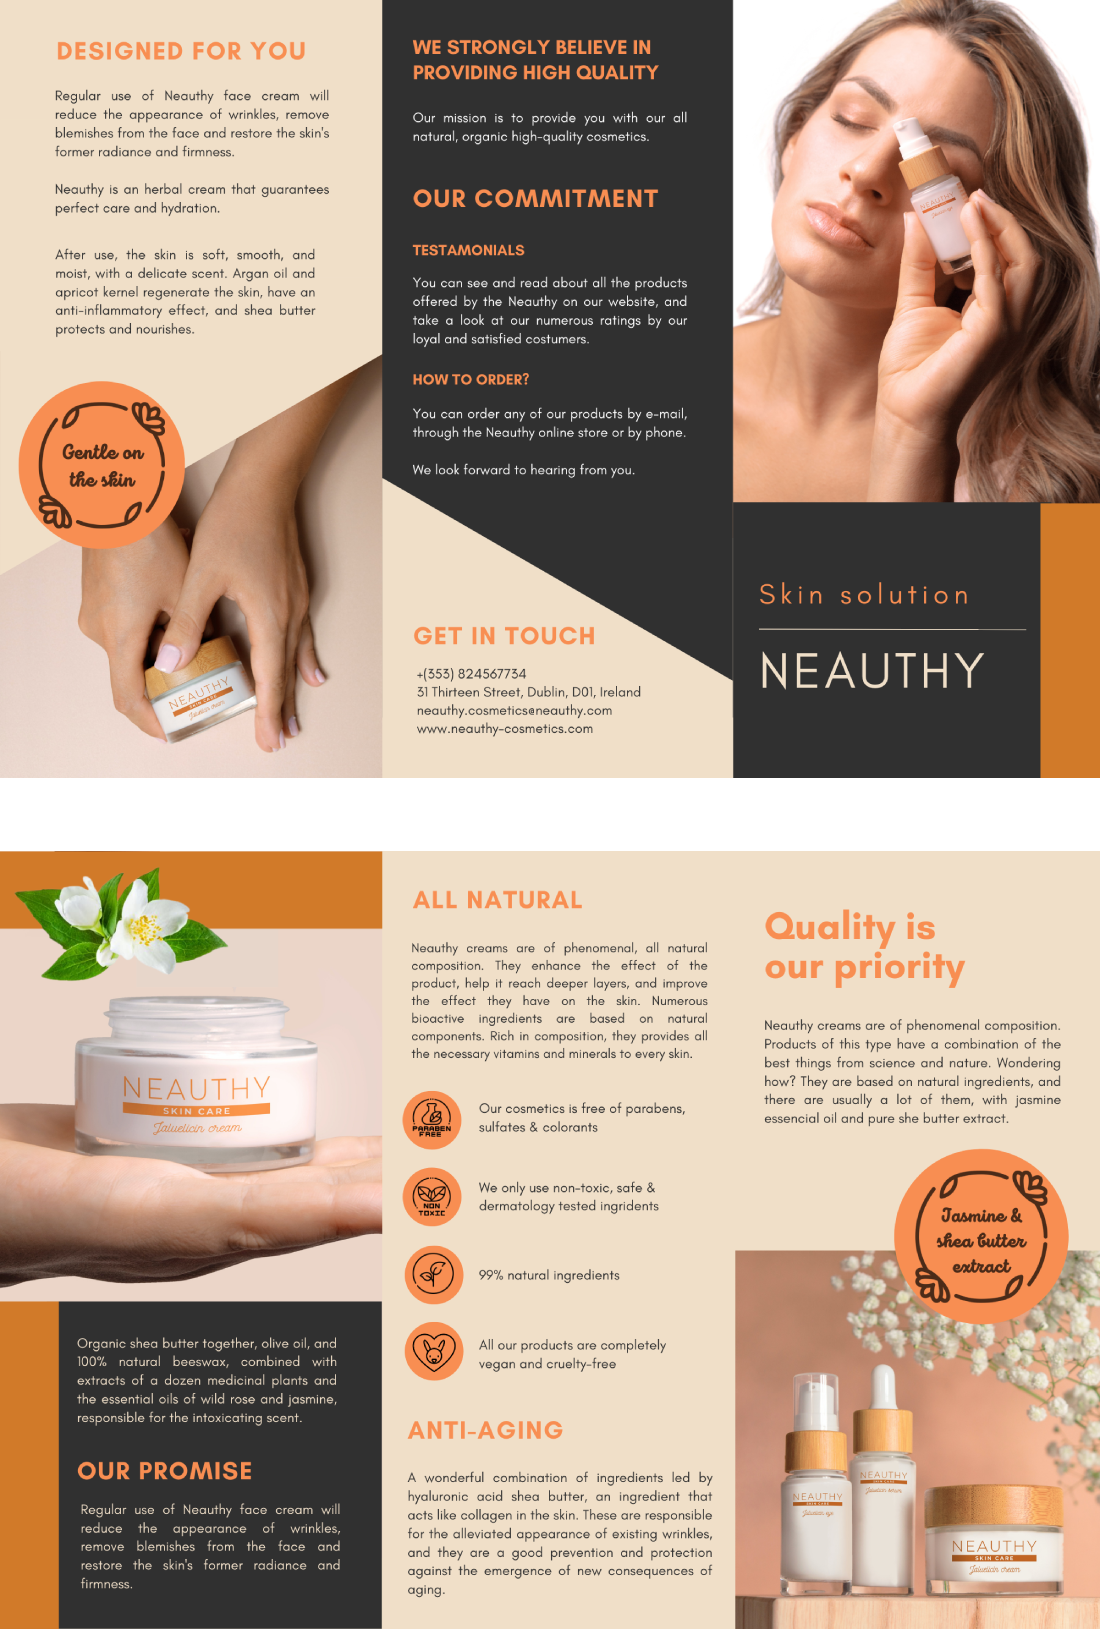 DESIGNED FOR YOU
Regular use of Neauthy face cream will
reduce the appearance of wrinkles, remove
blemishes from the face and restore the skin's
former radiance and firmness.
Neauthy is an herbal cream that guarantees
perfect care and hydration.
After use, the skin is soft, smooth, and
moist, with a delicate scent. Argan oil and
apricot kernel regenerate the skin, have an
anti-inflammatory effect, and shea butter
protects and nourishes.
Gentle on
the skin
NEAUTHY
SKIN CARE
Jaluelicin cream
WE STRONGLY BELIEVE IN
PROVIDING HIGH QUALITY
Our mission is to provide you with our all
natural, organic high-quality cosmetics.
OUR COMMITMENT
TESTAMONIALS
You can see and read about all the products
offered by the Neauthy on our website, and
take a look at our numerous ratings by our
loyal and satisfied costumers.
HOW TO ORDER?
You can order any of our products by e-mail,
through the Neauthy online store or by phone.
We look forward to hearing from you.
GET IN TOUCH
+(353) 824567734
31 Thirteen Street, Dublin, D01, Ireland
neauthy.cosmetics@neauthy.com
www.neauthy-cosmetics.com
NEAUTHY
Skin solution
NEAUTHY
NEAUTHY
SKIN CARE
Jaluelicin cream
Organic shea butter together, olive oil, and
100% natural beeswax, combined with
extracts of a dozen medicinal plants and
the essential oils of wild rose and jasmine,
responsible for the intoxicating scent.
OUR PROMISE
Regular use of Neauthy face cream will
reduce the appearance of wrinkles,
remove blemishes from the face and
restore the skin's former radiance and
firmness.
ALL NATURAL
Neauthy creams are of phenomenal, all natural
composition. They enhance the effect of the
product, help it reach deeper layers, and improve
the effect they have on the skin. Numerous
bioactive ingredients are based on natural
components. Rich in composition, they provides all
the necessary vitamins and minerals to every skin.
PARABEN
FREE
Our cosmetics is free of parabens,
sulfates & colorants
NON
TOXIC
We only use non-toxic, safe &
dermatology tested ingridents
99% natural ingredients
All our products are completely
vegan and cruelty-free
ANTI-AGING
A wonderful combination of ingredients led by
hyaluronic acid shea butter, an ingredient that
acts like collagen in the skin. These are responsible
for the alleviated appearance of existing wrinkles,
and they are a good prevention and protection
against the emergence of new consequences of
aging.
Quality is
our priority
Neauthy creams are of phenomenal composition.
Products of this type have a combination of the
best things from science and nature. Wondering
how? They are based on natural ingredients, and
there are usually a lot of them, with jasmine
essencial oil and pure she butter extract.
Jasmine &
shea butter
extract
NEAUTHY
SKIN CARE
NEAUTHY
NEAUTHY
SKIN CARE
Jaluelicin cream